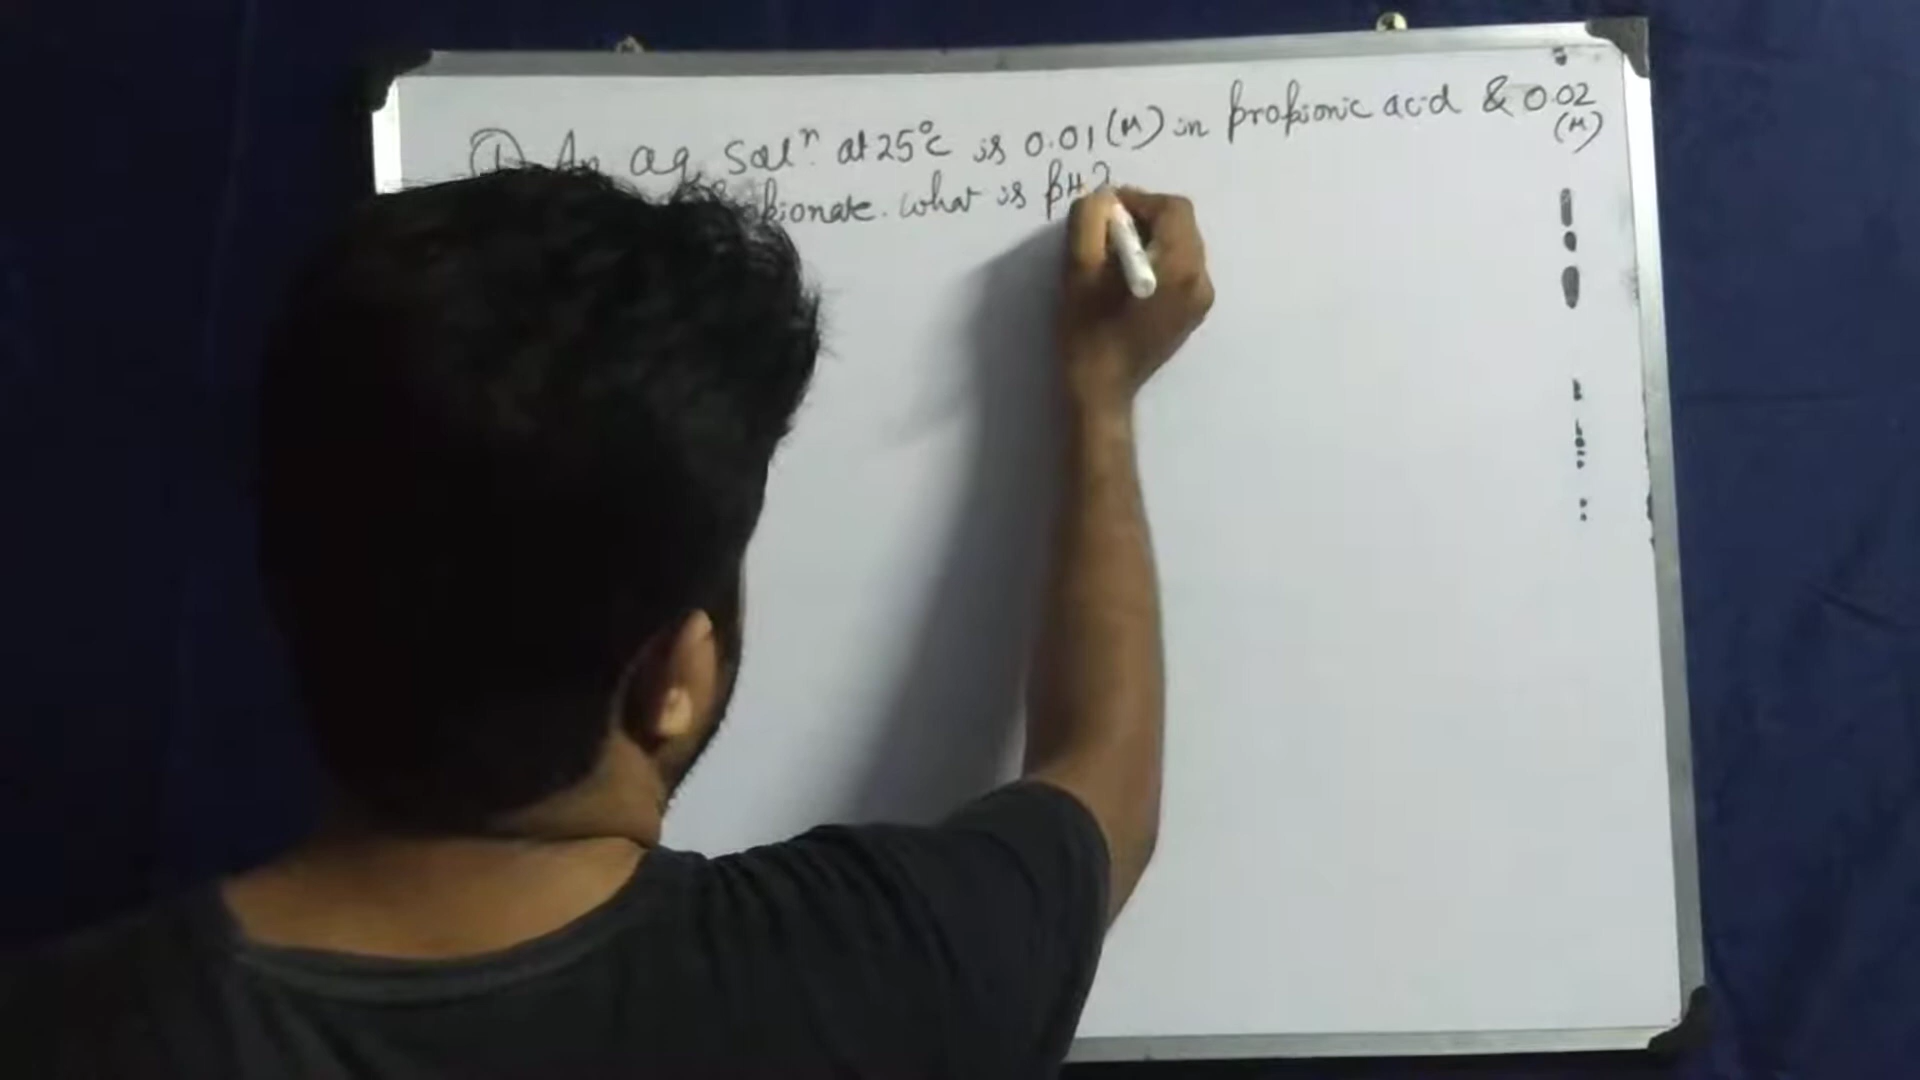 ① An aq. Solⁿ. at 25°c is 0.01 (M) in propionic acid & 0.02 (M)
pionate. what is pH?